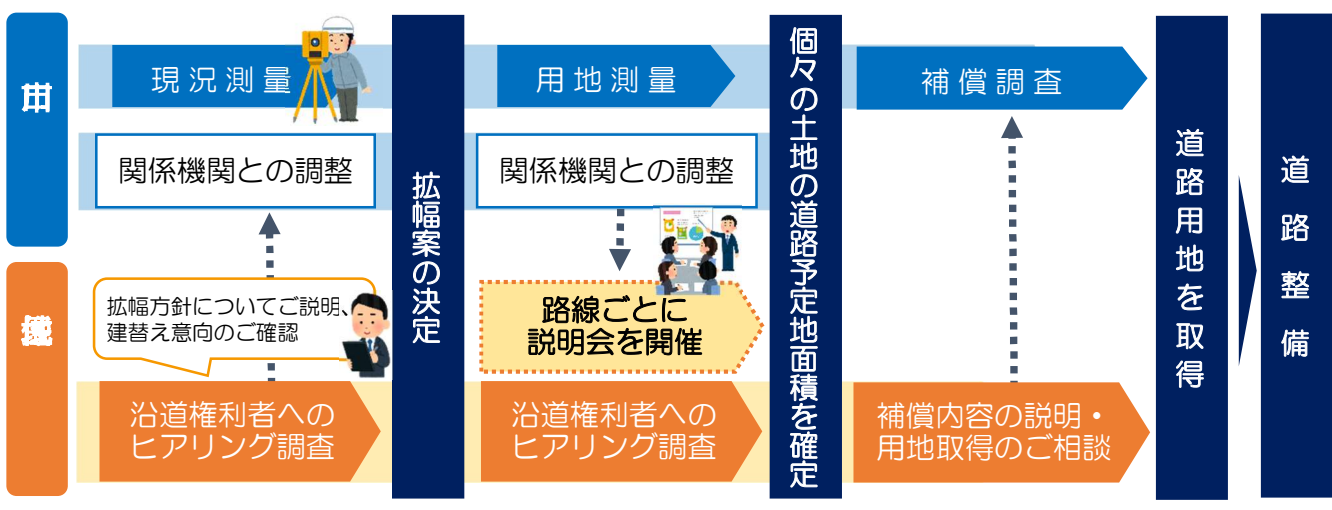 現況測量
用地測量
補償調査
関係機関との調整
関係機関との調整
拡幅案の決定
個々の土地の道路予定地面積を確定
道路用地を取得
道路整備
拡幅方針についてご説明、
建替え意向のご確認
路線ごとに
説明会を開催
沿道権利者への
ヒアリング調査
沿道権利者への
ヒアリング調査
補償内容の説明・
用地取得のご相談